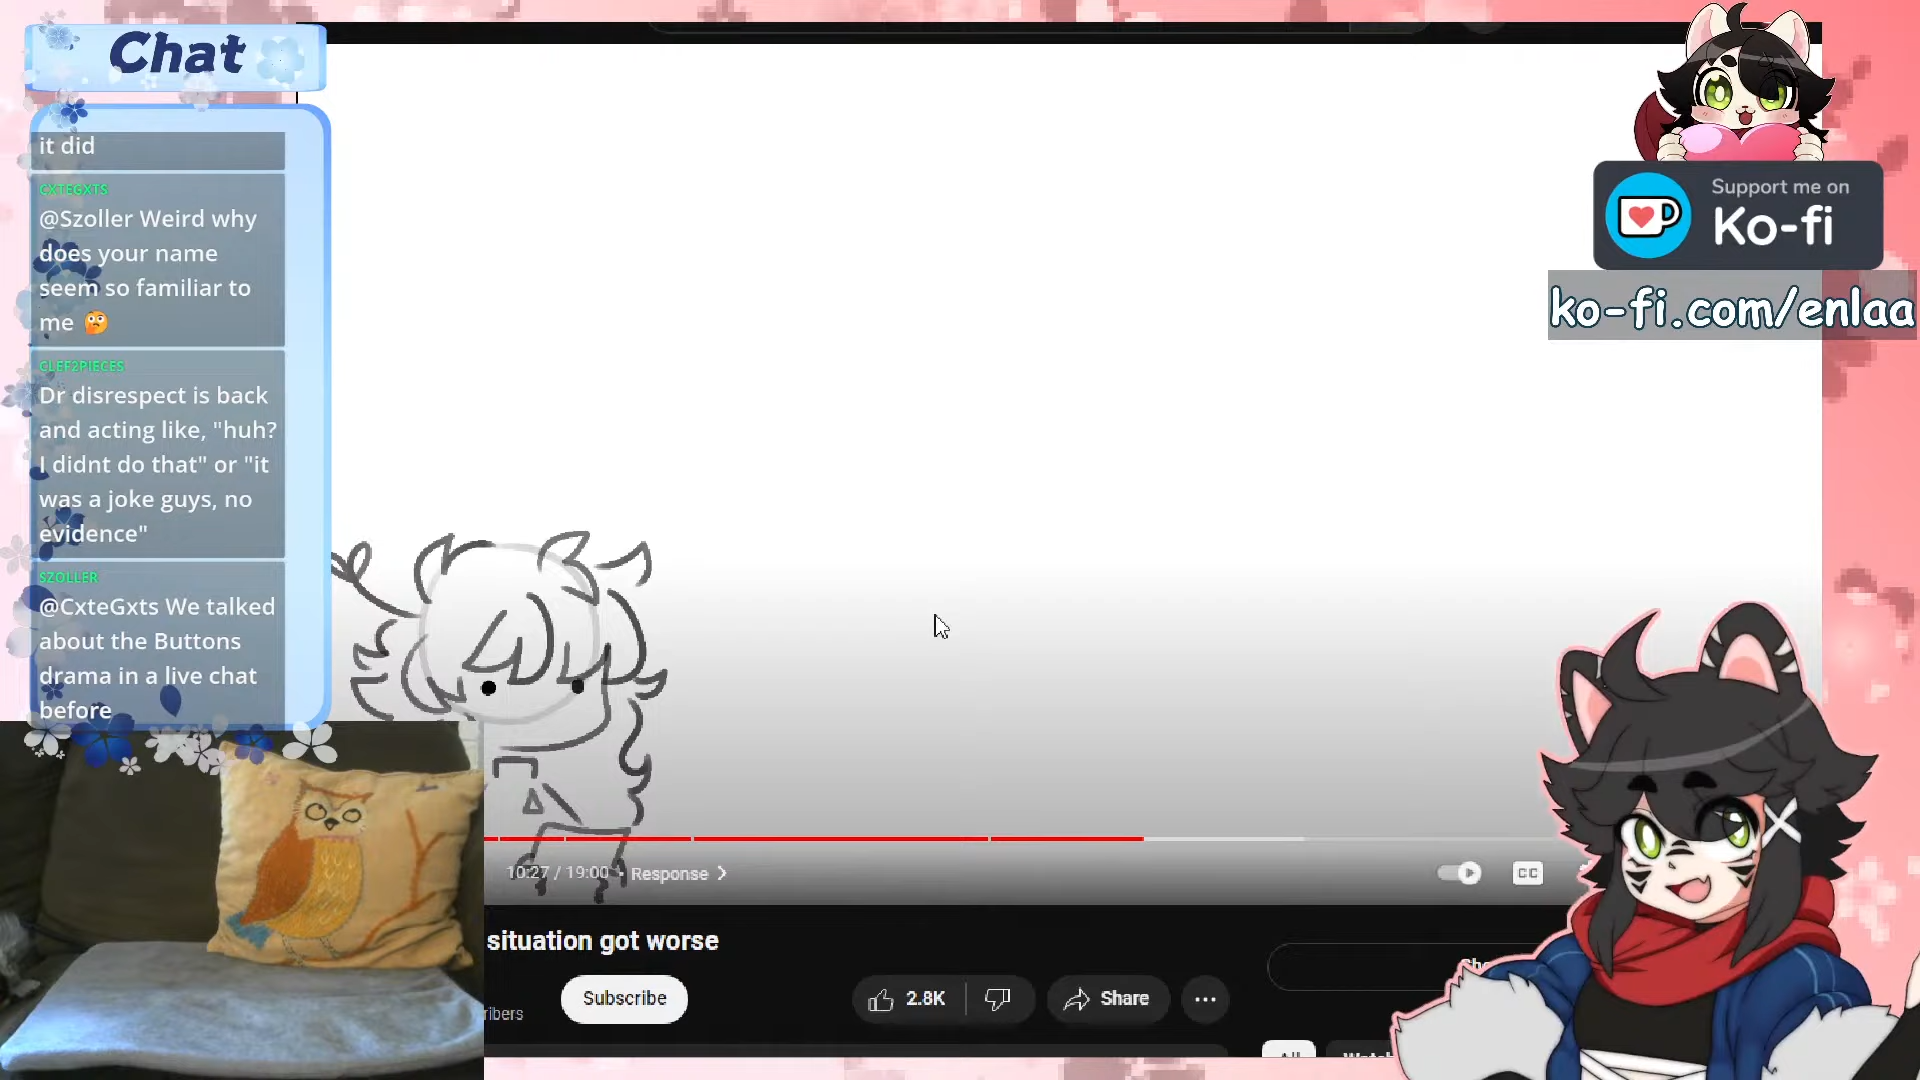 Chat
it did
CXTEGXTS
@Szoller Weird why
does your name
seem so familiar to
me
CLEF2PIECES
Dr disrespect is back
and acting like, "huh?
I didnt do that" or "it
was a joke guys, no
evidence"
SZOLLER
@CxteGxts We talked
about the Buttons
drama in a live chat
before
Support me on
Ko-fi
ko-fi.com/enlaa
10:27 / 19:00 • Response
CC
situation got worse
ribers
Subscribe
2.8K
Share
All